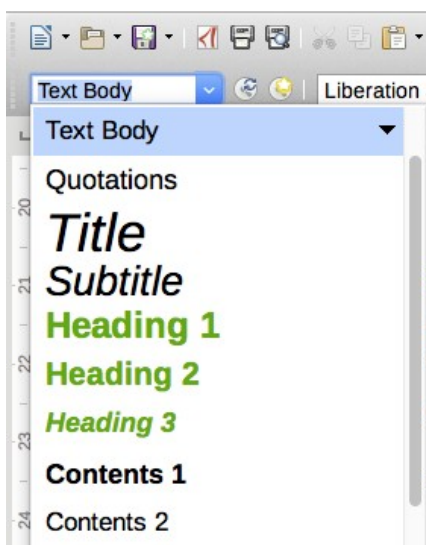 Text Body
Liberation
Text Body
Quotations
Title
Subtitle
Heading 1
Heading 2
Heading 3
Contents 1
Contents 2
20
21
22
23
24